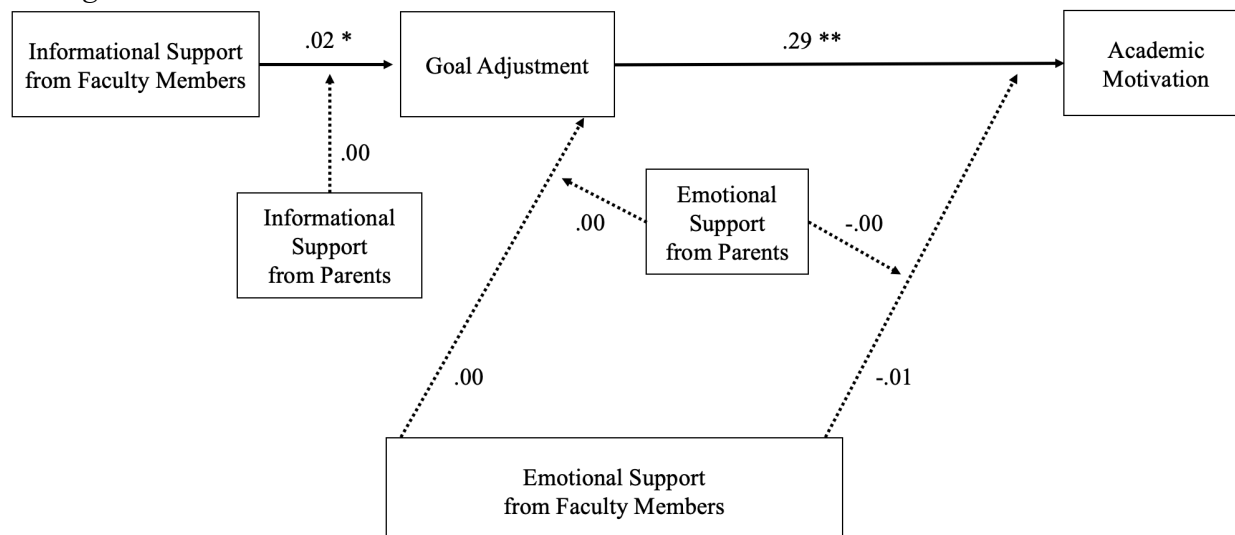 .02 *
.29 **
Informational Support
from Faculty Members
Goal Adjustment
Academic
Motivation
.00
Informational
Support
from Parents
.00
Emotional
Support
from Parents
-.00
.00
-.01
Emotional Support
from Faculty Members